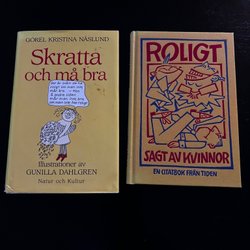 GÖREL KRISTINA NÄSLUND
Skratta
och må bra
Illustrationer av
GUNILLA DAHLGREN
Natur och Kultur
ROLIGT
SAGT AV KVINNOR
EN CITATBOK FRÅN TIDEN